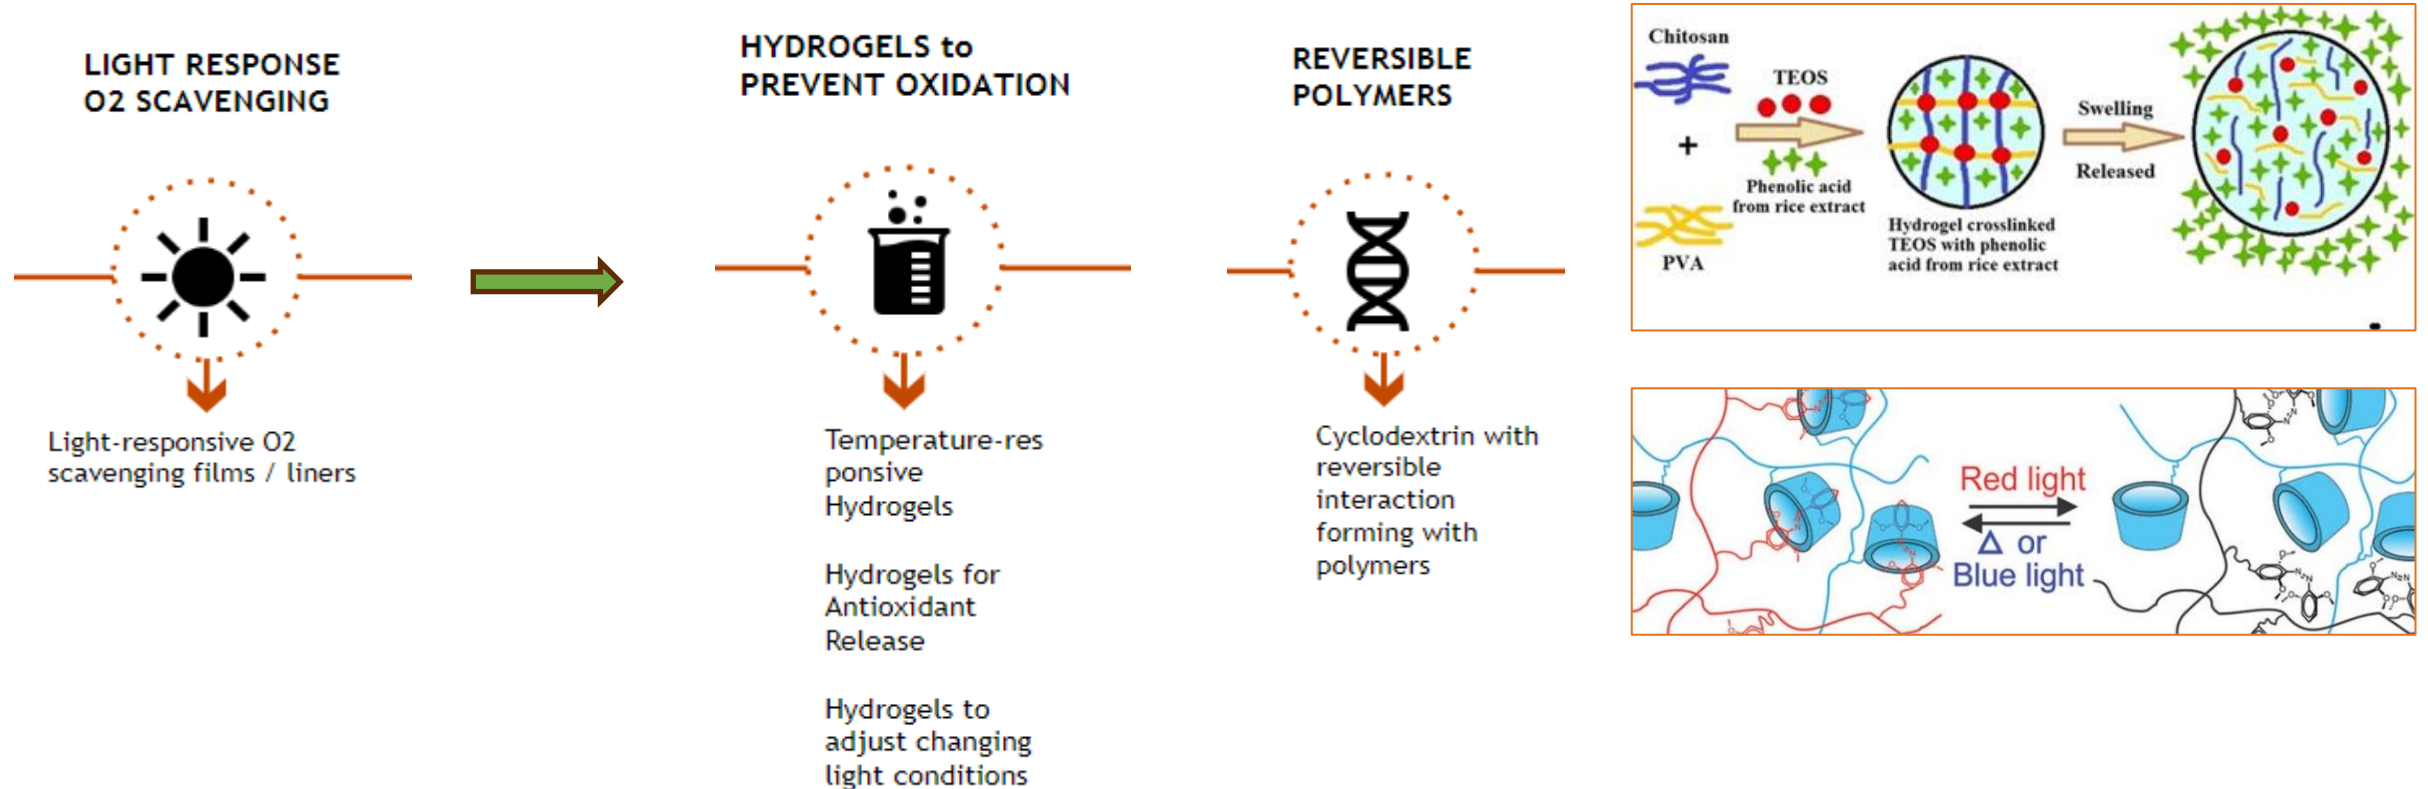 LIGHT RESPONSE
O2 SCAVENGING
Light-responsive O2
scavenging films / liners
HYDROGELS to
PREVENT OXIDATION
Temperature-res
ponsive
Hydrogels
Hydrogels for
Antioxidant
Release
Hydrogels to
adjust changing
light conditions
REVERSIBLE
POLYMERS
Cyclodextrin with
reversible
interaction
forming with
polymers
Chitosan
+
PVA
TEOS
Phenolic acid
from rice extract
Hydrogel crosslinked
TEOS with phenolic
acid from rice extract
Swelling
Released
Red light
Δ or
Blue light